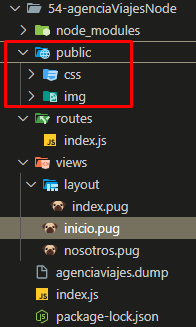 54-agenciaViajesNode
node_modules
public
css
img
routes
index.js
views
layout
index.pug
inicio.pug
nosotros.pug
agenciaviajes.dump
index.js
package-lock.json